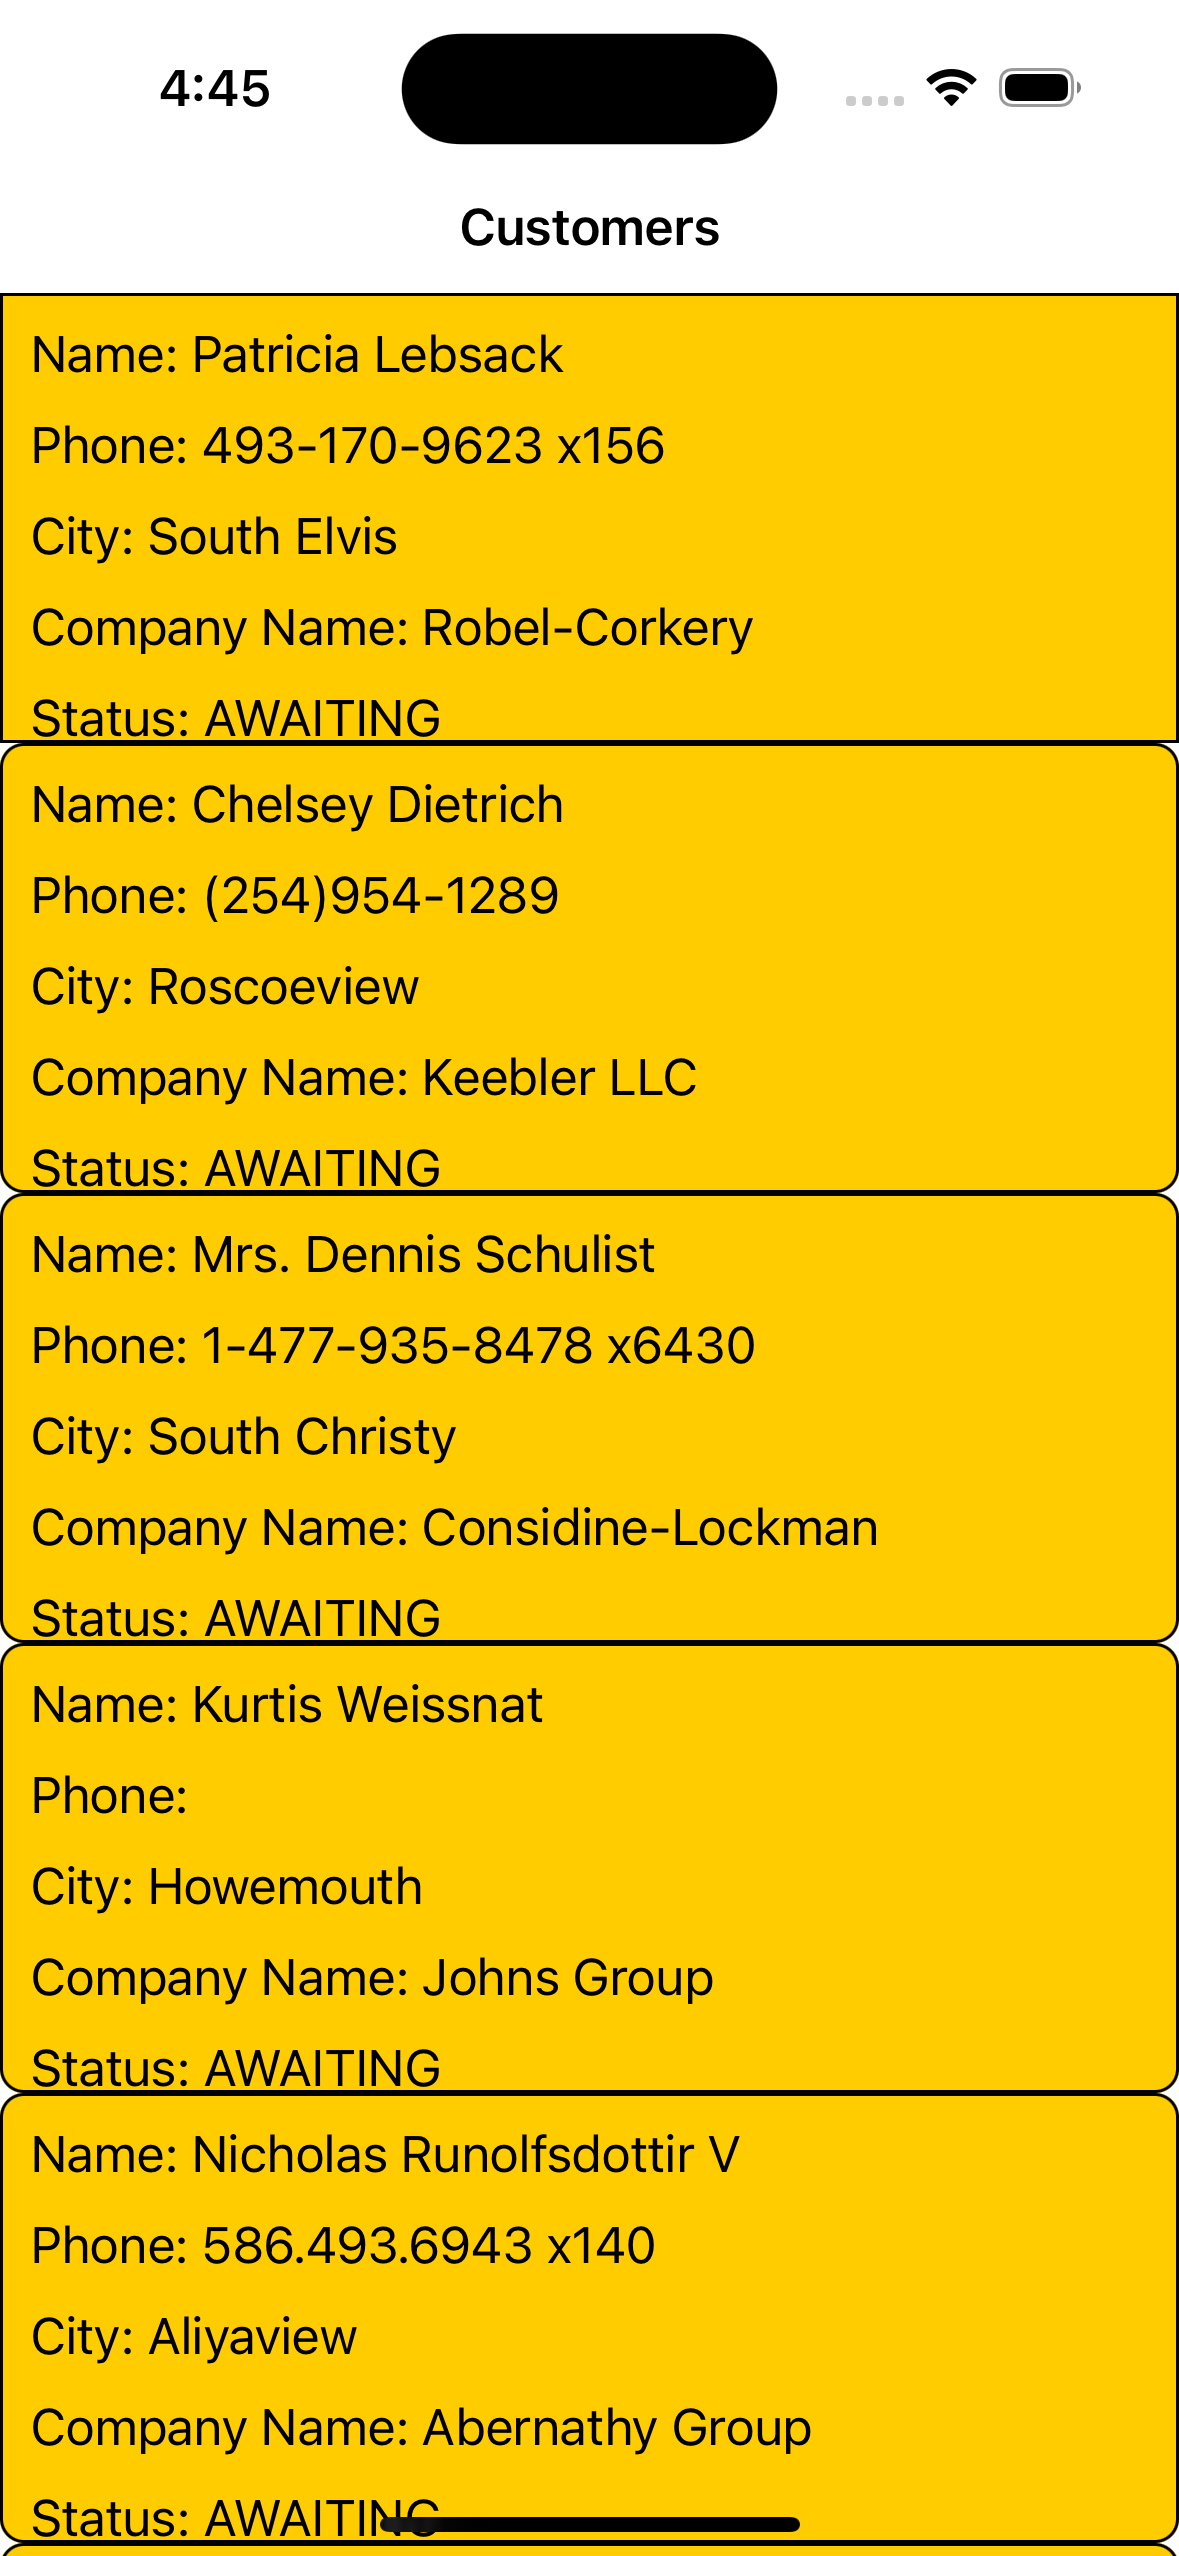 4:45
Customers
Name: Patricia Lebsack
Phone: 493-170-9623 x156
City: South Elvis
Company Name: Robel-Corkery
Status: AWAITING
Name: Chelsey Dietrich
Phone: (254)954-1289
City: Roscoeview
Company Name: Keebler LLC
Status: AWAITING
Name: Mrs. Dennis Schulist
Phone: 1-477-935-8478 x6430
City: South Christy
Company Name: Considine-Lockman
Status: AWAITING
Name: Kurtis Weissnat
Phone:
City: Howemouth
Company Name: Johns Group
Status: AWAITING
Name: Nicholas Runolfsdottir V
Phone: 586.493.6943 x140
City: Aliyaview
Company Name: Abernathy Group
Status: AWAITING